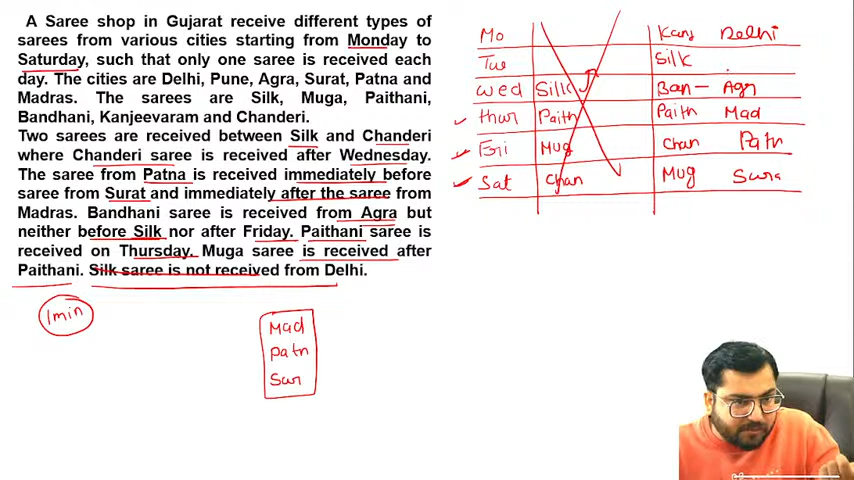 A Saree shop in Gujarat receive different types of
sarees from various cities starting from Monday to
Saturday, such that only one saree is received each
day. The cities are Delhi, Pune, Agra, Surat, Patna and
Madras. The sarees are Silk, Muga, Paithani,
Bandhani, Kanjeevaram and Chanderi.
Two sarees are received between Silk and Chanderi
where Chanderi saree is received after Wednesday.
The saree from Patna is received immediately before
saree from Surat and immediately after the saree from
Madras. Bandhani saree is received from Agra but
neither before Silk nor after Friday. Paithani saree is
received on Thursday. Muga saree is received after
Paithani. Silk saree is not received from Delhi.
1min
Mad
Patn
Sur
Mo Kanj Delhi
Tue Silk
Wed Silk Ban - Agr
Thur Paith Paith Mad
Fri Mug Chan Patn
Sat Chan Mug Sura